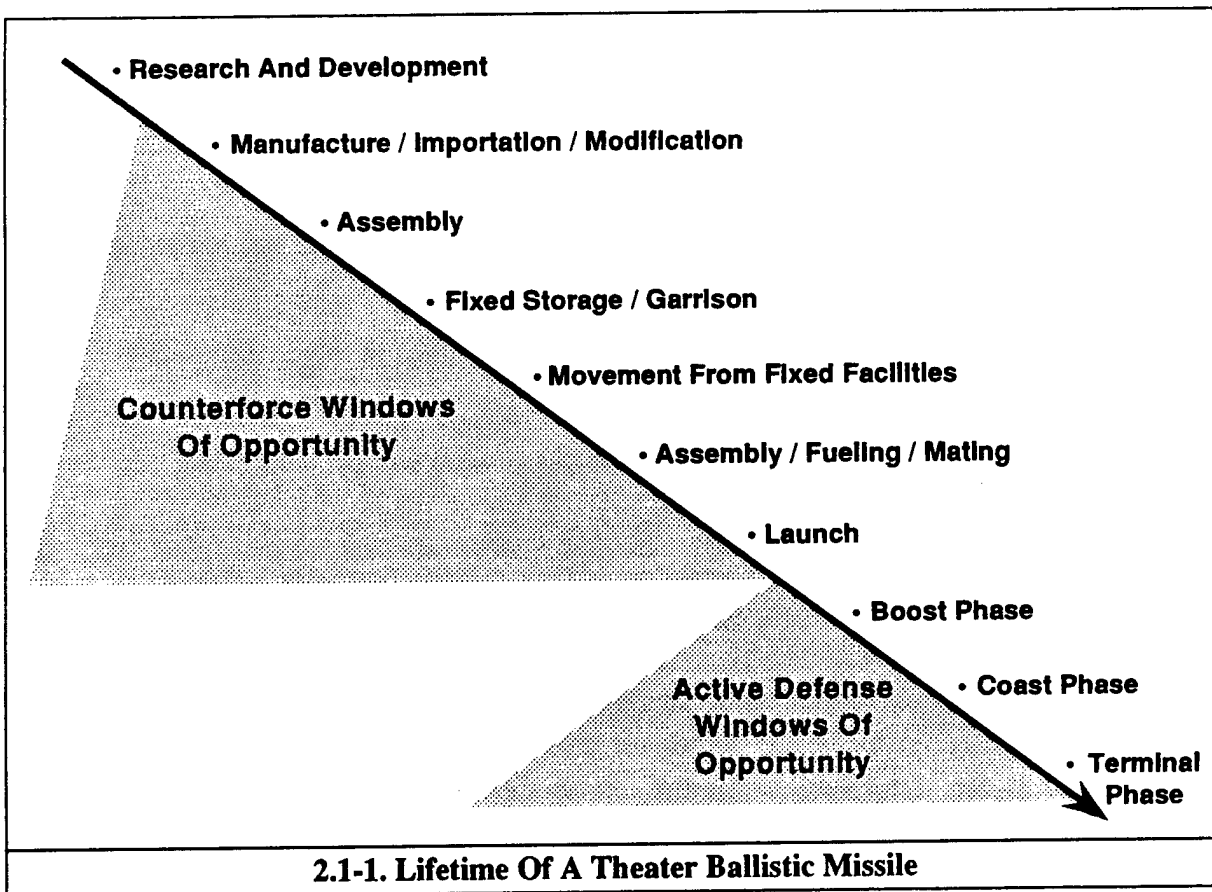 • Research And Development
• Manufacture / Importation / Modification
• Assembly
• Fixed Storage / Garrison
• Movement From Fixed Facilities
Counterforce Windows
Of Opportunity
• Assembly / Fueling / Mating
• Launch
• Boost Phase
• Coast Phase
Active Defense
Windows Of
Opportunity
• Terminal
Phase
2.1-1. Lifetime Of A Theater Ballistic Missile